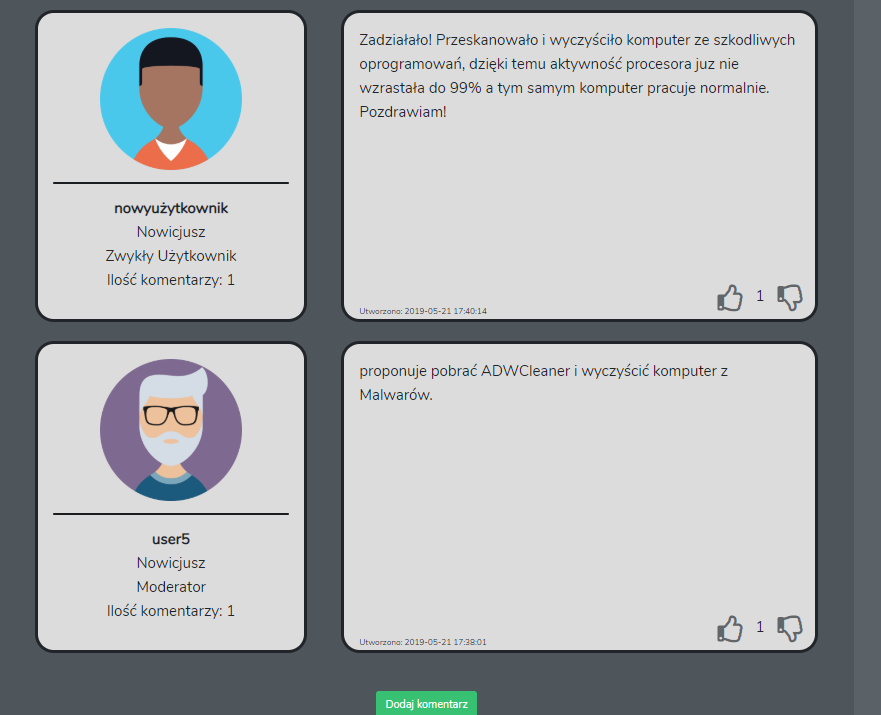 nowyużytkownik
Nowicjusz
Zwykły Użytkownik
Ilość komentarzy: 1
Zadziałało! Przeskanowało i wyczyściło komputer ze szkodliwych
oprogramowań, dzięki temu aktywność procesora juz nie
wzrastała do 99% a tym samym komputer pracuje normalnie.
Pozdrawiam!
Utworzono: 2019-05-21 17:40:14
1
user5
Nowicjusz
Moderator
Ilość komentarzy: 1
proponuje pobrać ADWCleaner i wyczyścić komputer z
Malwarów.
Utworzono: 2019-05-21 17:38:01
1
Dodaj komentarz